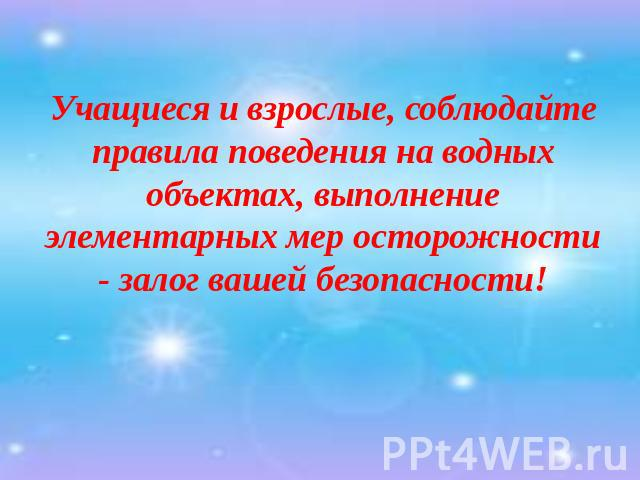 Учащиеся и взрослые, соблюдайте
правила поведения на водных
объектах, выполнение
элементарных мер осторожности
- залог вашей безопасности!
PPt4WEB.ru